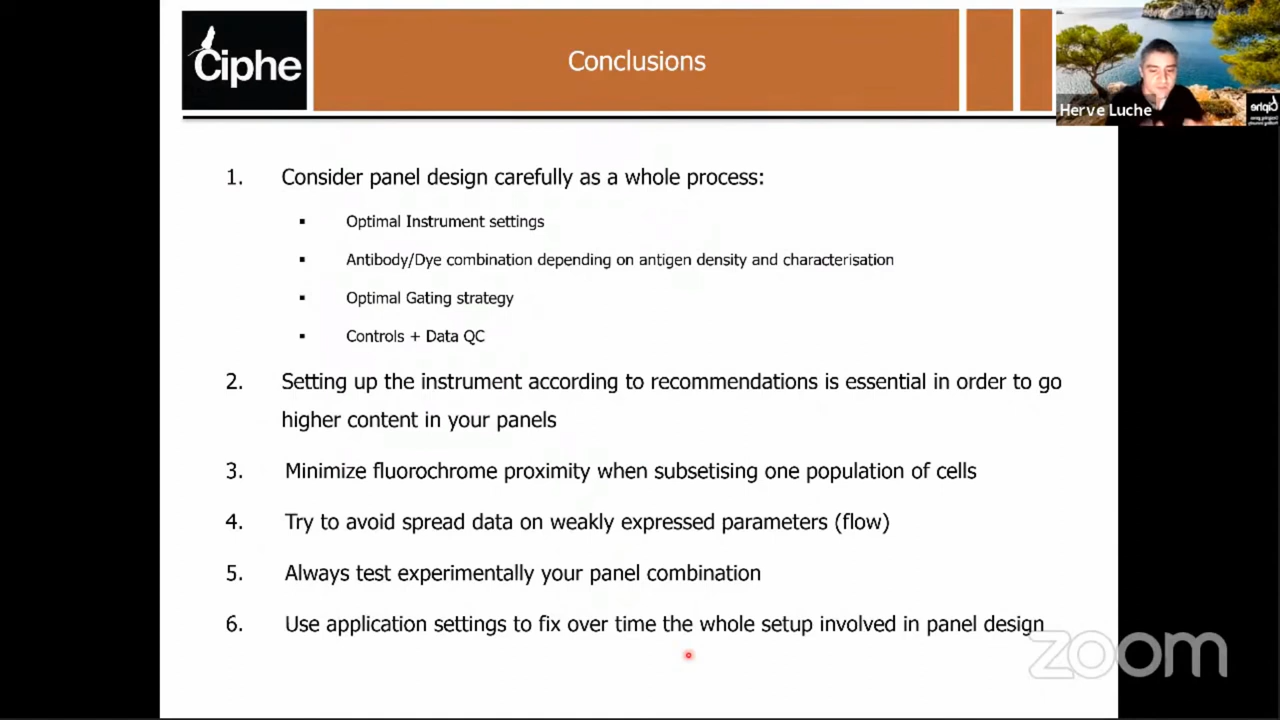 Ciphe
Conclusions
Herve Luche
1. Consider panel design carefully as a whole process:
▪ Optimal Instrument settings
▪ Antibody/Dye combination depending on antigen density and characterisation
▪ Optimal Gating strategy
▪ Controls + Data QC
2. Setting up the instrument according to recommendations is essential in order to go
higher content in your panels
3. Minimize fluorochrome proximity when subsetising one population of cells
4. Try to avoid spread data on weakly expressed parameters (flow)
5. Always test experimentally your panel combination
6. Use application settings to fix over time the whole setup involved in panel design
zoom